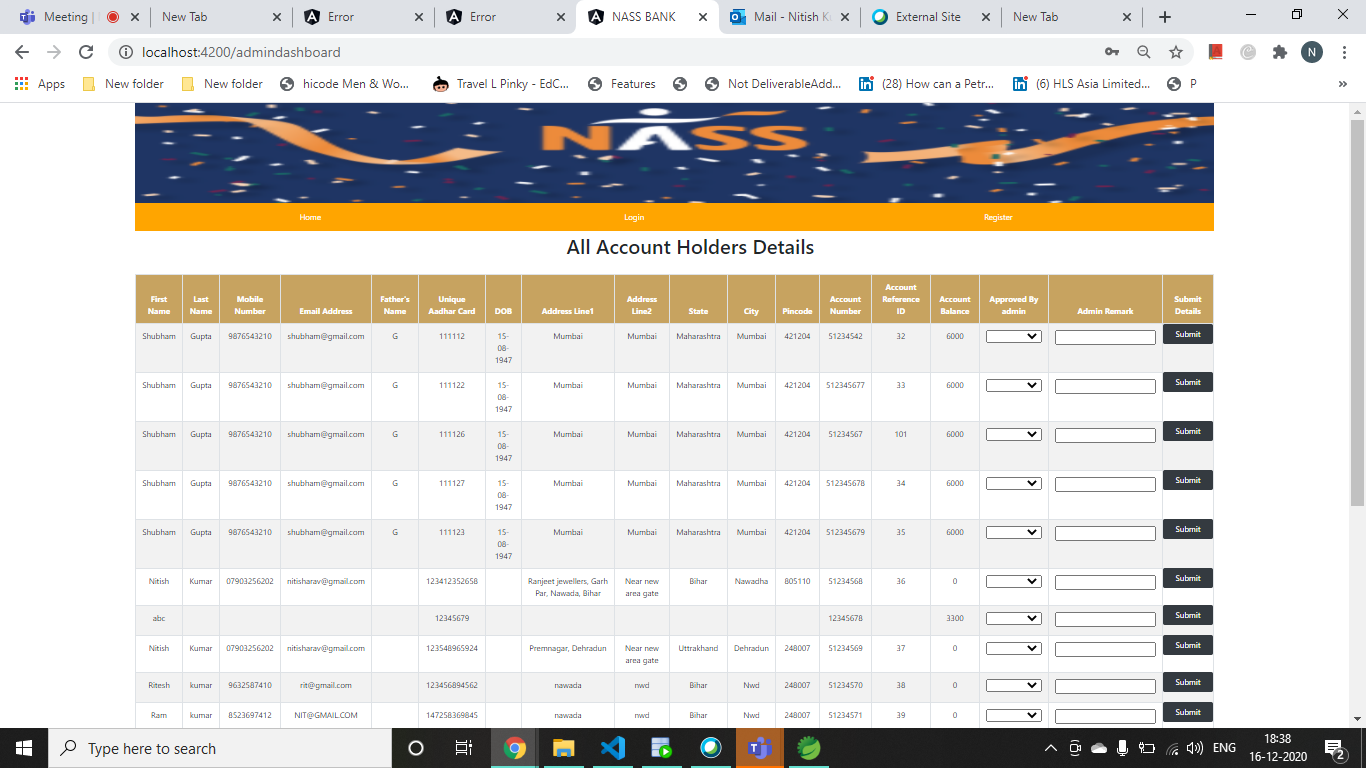 Meeting |
New Tab
Error
Error
NASS BANK
Mail - Nitish K
External Site
New Tab
localhost:4200/admindashboard
N
Apps
New folder
New folder
hicode Men & Wo...
Travel L Pinky - EdC...
Features
Not DeliverableAdd...
(28) How can a Petr...
(6) HLS Asia Limited...
P
»
NASS
Home Login Register
All Account Holders Details
First Name Last Name Mobile Number Email Address Father's Name Unique Aadhar Card DOB Address Line1 Address Line2 State City Pincode Account Number Account Reference ID Account Balance Approved By admin Admin Remark Submit Details
Shubham Gupta 9876543210 shubham@gmail.com G 111112 15-08-1947 Mumbai Mumbai Maharashtra Mumbai 421204 51234542 32 6000 Submit
Shubham Gupta 9876543210 shubham@gmail.com G 111122 15-08-1947 Mumbai Mumbai Maharashtra Mumbai 421204 512345677 33 6000 Submit
Shubham Gupta 9876543210 shubham@gmail.com G 111126 15-08-1947 Mumbai Mumbai Maharashtra Mumbai 421204 51234567 101 6000 Submit
Shubham Gupta 9876543210 shubham@gmail.com G 111127 15-08-1947 Mumbai Mumbai Maharashtra Mumbai 421204 512345678 34 6000 Submit
Shubham Gupta 9876543210 shubham@gmail.com G 111123 15-08-1947 Mumbai Mumbai Maharashtra Mumbai 421204 512345679 35 6000 Submit
Nitish Kumar 07903256202 nitisharav@gmail.com 123412352658 Ranjeet jewellers, Garh Par, Nawada, Bihar Near new area gate Bihar Nawadha 805110 51234568 36 0 Submit
abc 12345679 12345678 3300 Submit
Nitish Kumar 07903256202 nitisharav@gmail.com 123548965924 Premnagar, Dehradun Near new area gate Uttrakhand Dehradun 248007 51234569 37 0 Submit
Ritesh kumar 9632587410 rit@gmail.com 123456894562 nawada nwd Bihar Nwd 248007 51234570 38 0 Submit
Ram kumar 8523697412 NIT@GMAIL.COM 147258369845 nawada nwd Bihar Nwd 248007 51234571 39 0 Submit
Type here to search
ENG
18:38
16-12-2020
2